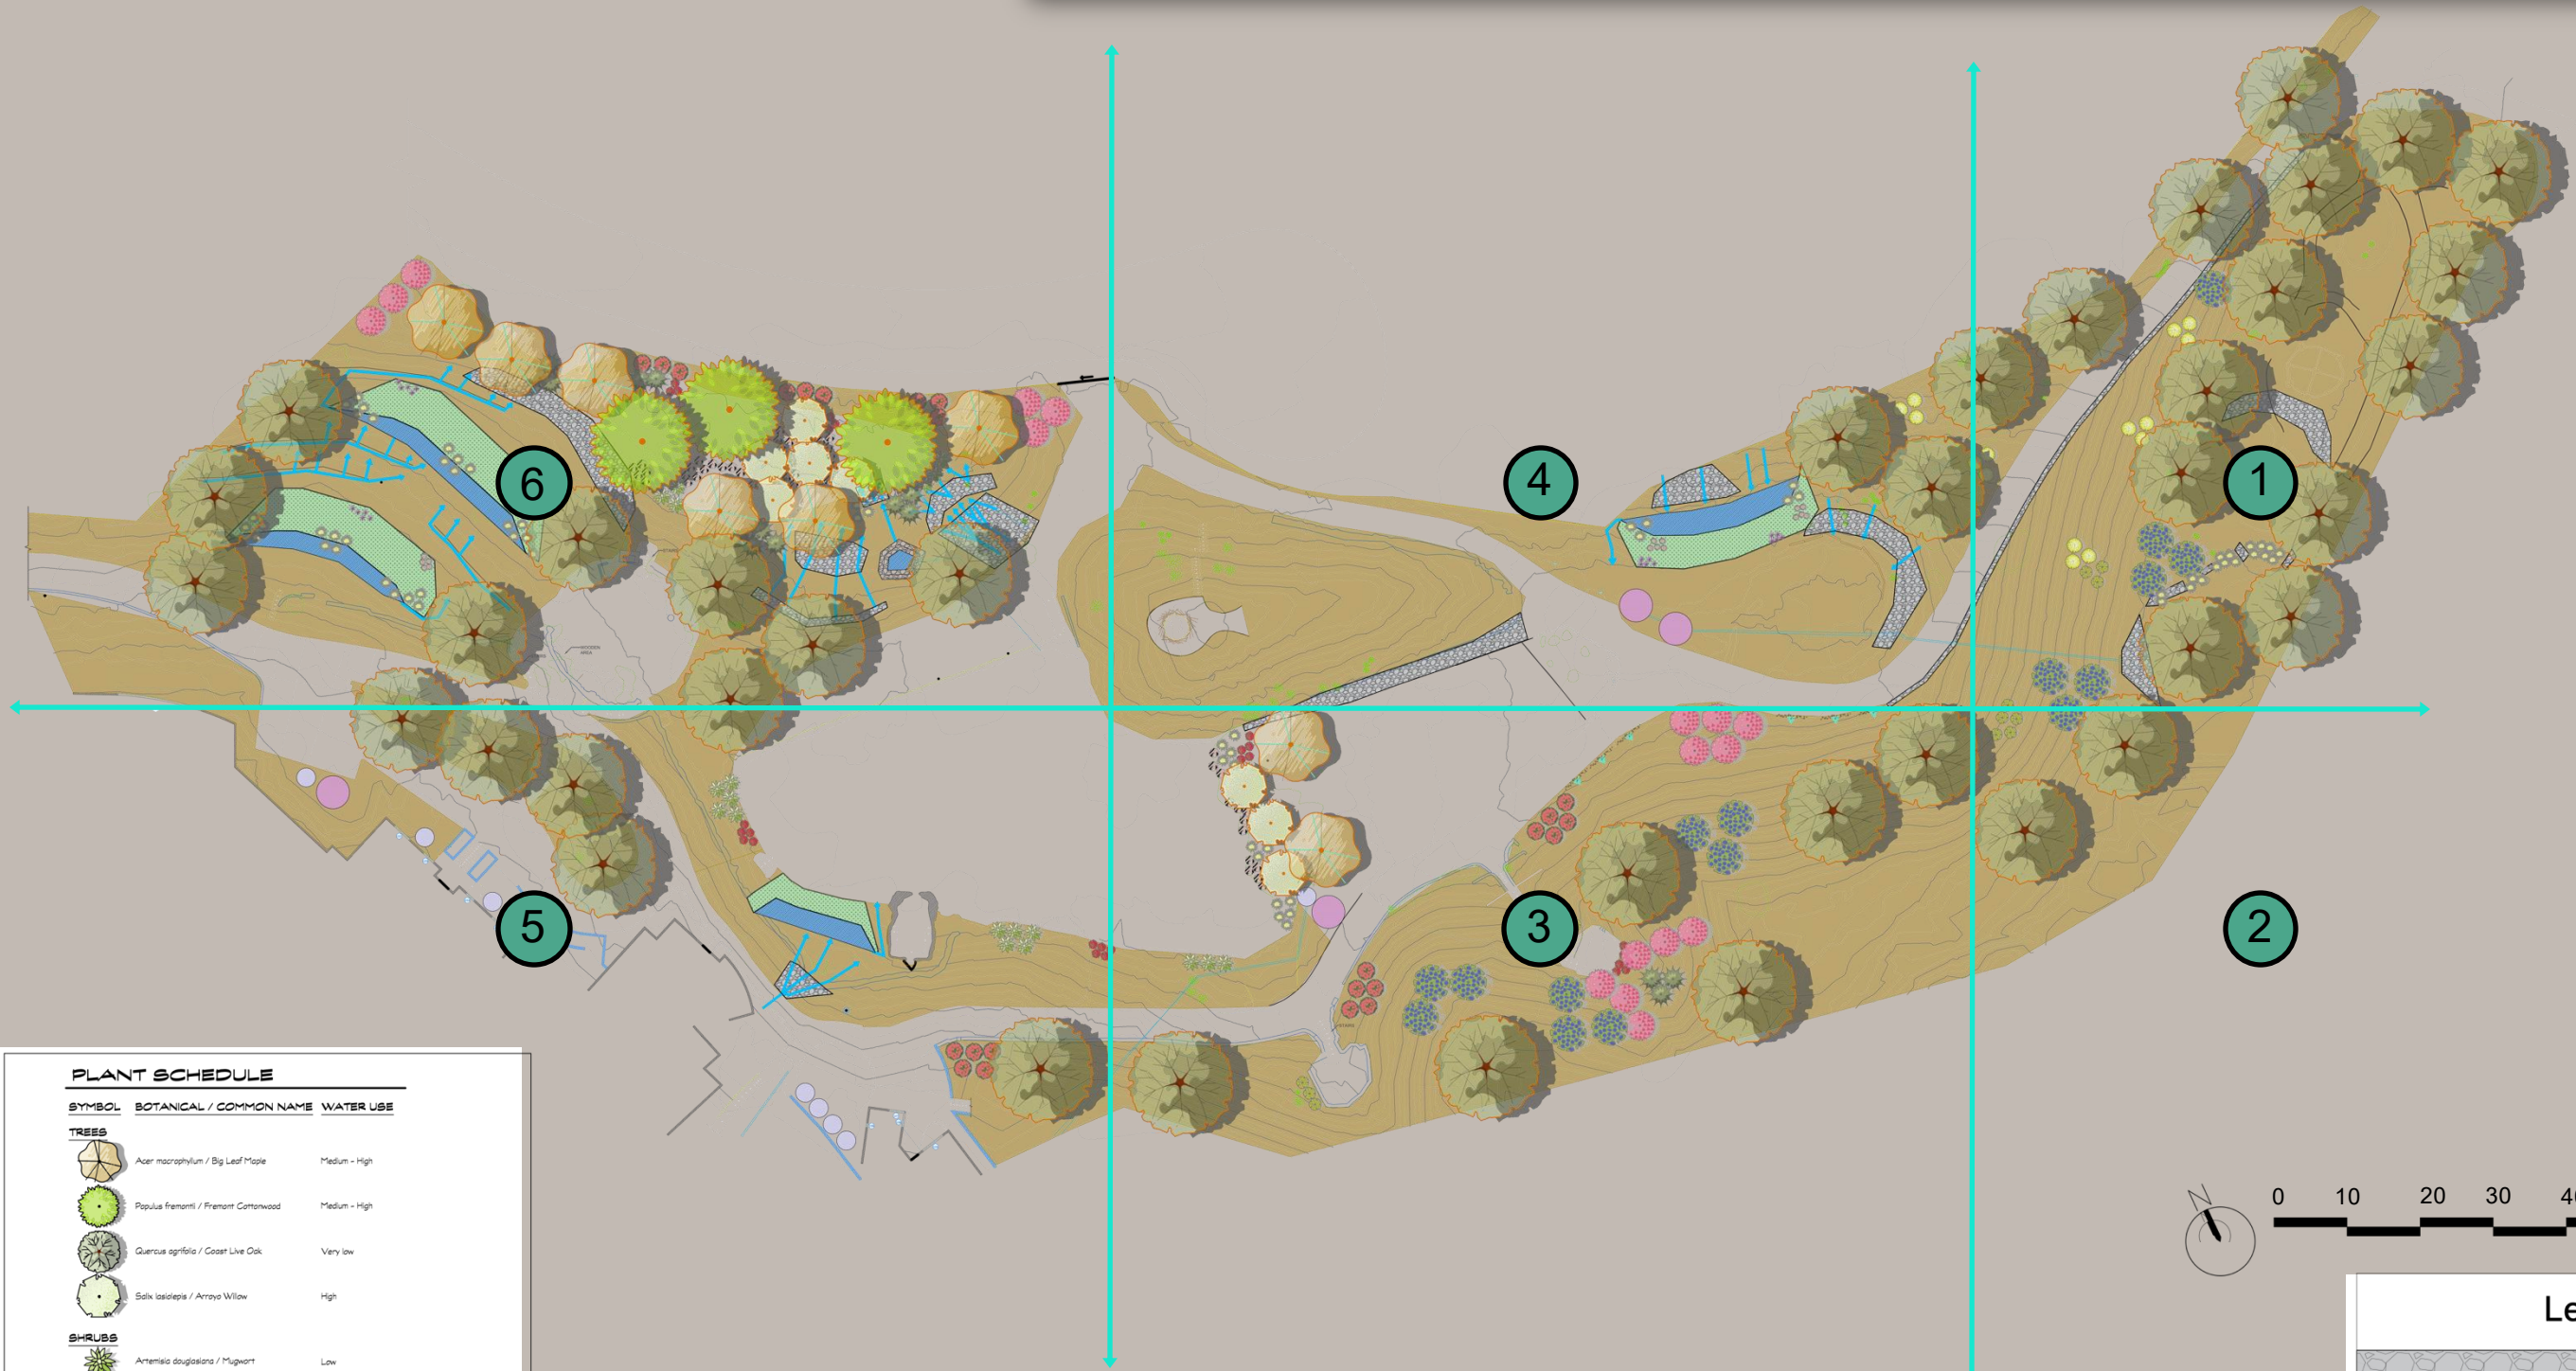 6
4
1
WOODEN
AREA
5
3
2
N
0 10 20 30
PLANT SCHEDULE
SYMBOL BOTANICAL / COMMON NAME WATER USE
TREES
Acer macrophyllum / Big Leaf Maple Medium - High
Populus fremontii / Fremont Cottonwood Medium - High
Quercus agrifolia / Coast Live Oak Very low
Salix lasiolepis / Arroyo Willow High
SHRUBS
Artemisia douglasiana / Mugwort Low
Le